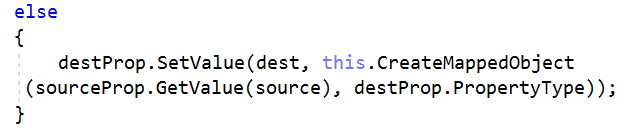 else
{
destProp.SetValue(dest, this.CreateMappedObject
(sourceProp.GetValue(source), destProp.PropertyType));
}